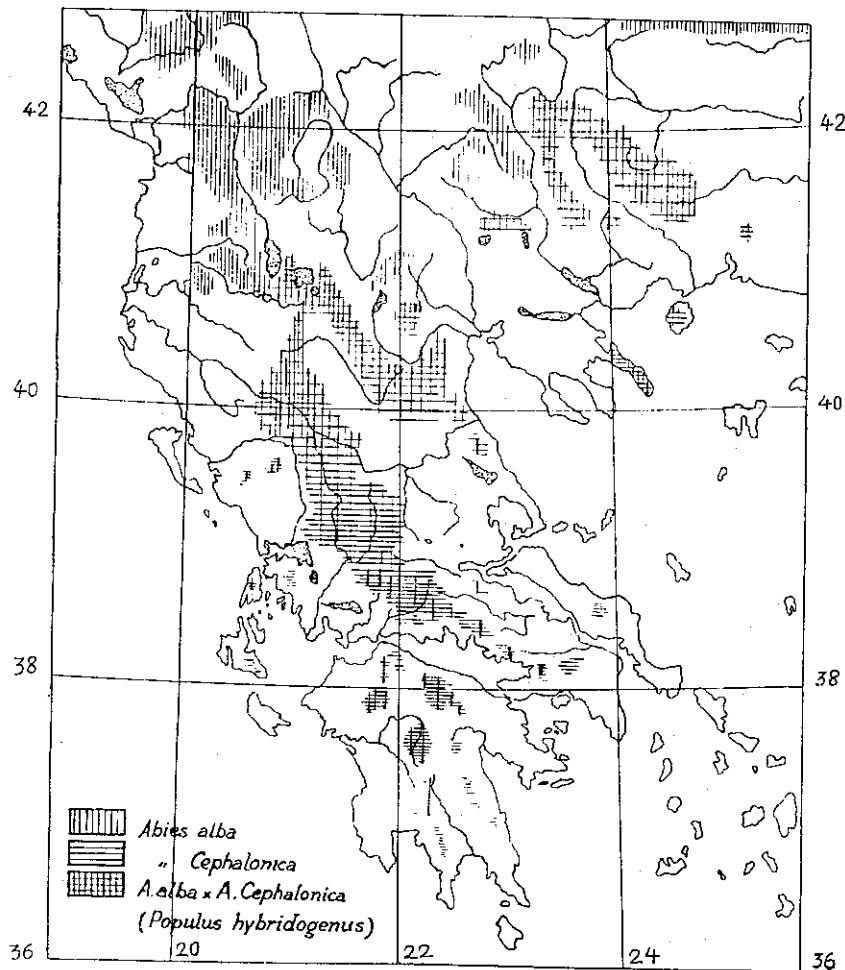 42
42
40
40
38
38
Abies alba
„ Cephalonica
A. alba x A. Cephalonica
(Populus hybridogenus)
36
20
22
24
36